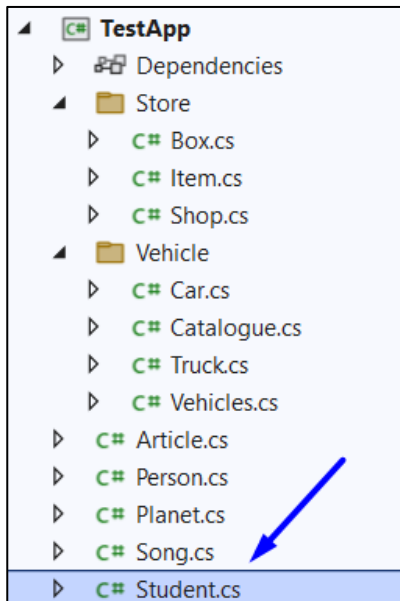 C# TestApp
Dependencies
Store
C# Box.cs
C# Item.cs
C# Shop.cs
Vehicle
C# Car.cs
C# Catalogue.cs
C# Truck.cs
C# Vehicles.cs
C# Article.cs
C# Person.cs
C# Planet.cs
C# Song.cs
C# Student.cs